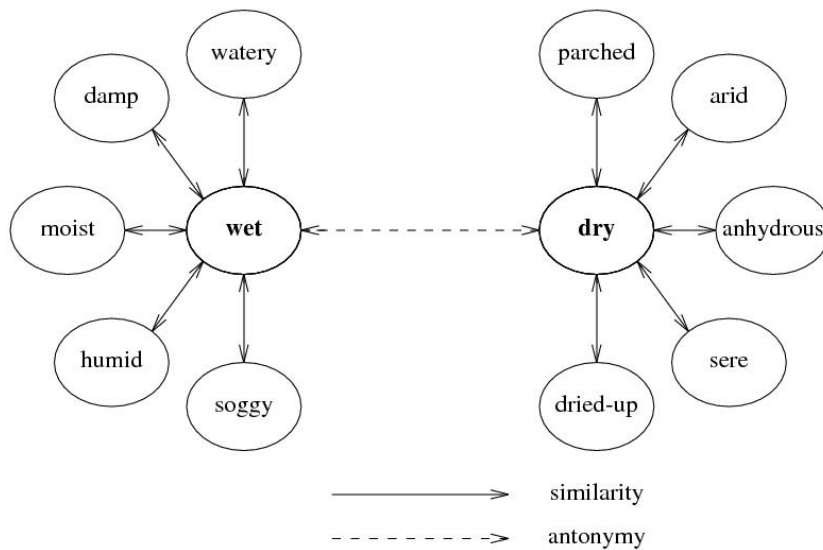 watery
parched
damp
arid
moist
wet
dry
anhydrous
humid
sere
soggy
dried-up
similarity
antonymy